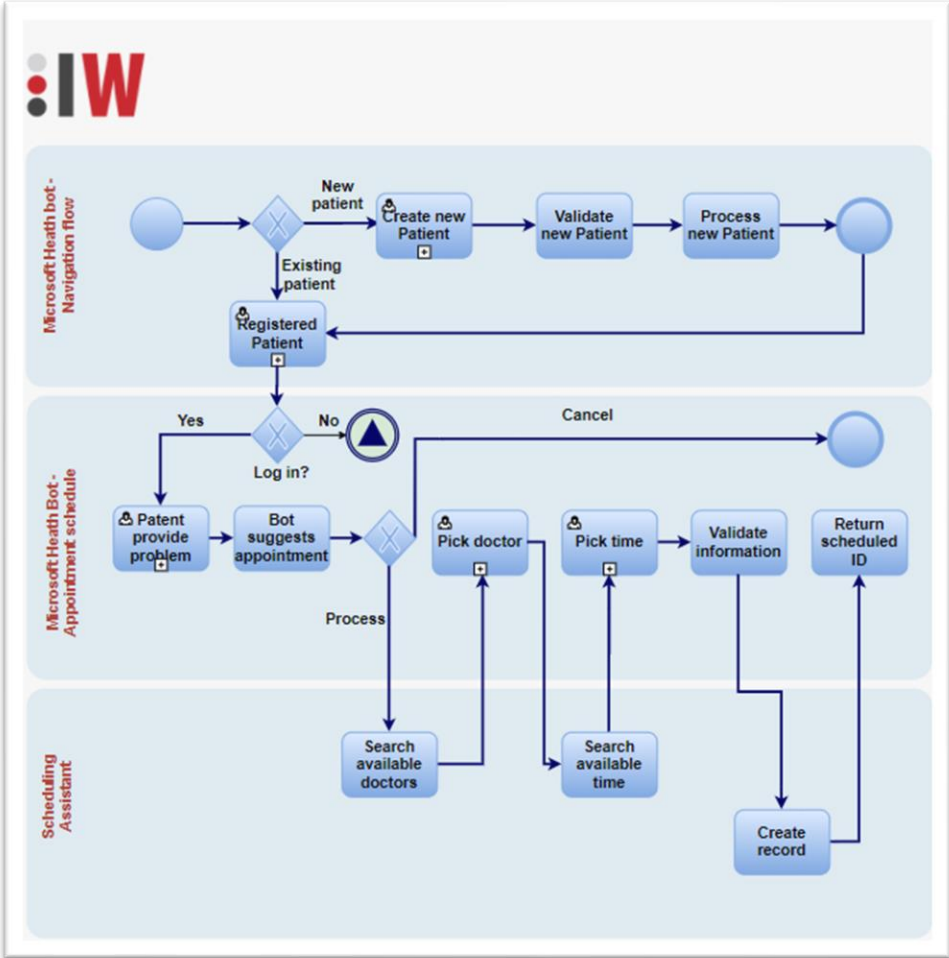 IW
Microsoft Heath bot -
Navigation flow
New
patient
Create new
Patient
Validate
new Patient
Process
new Patient
Existing
patient
Registered
Patient
Microsoft Heath Bot -
Appointment schedule
Yes
No
Log in?
Cancel
Patent
provide
problem
Bot
suggests
appointment
Pick doctor
Pick time
Validate
information
Return
scheduled
ID
Process
Scheduling
Assistant
Search
available
doctors
Search
available
time
Create
record